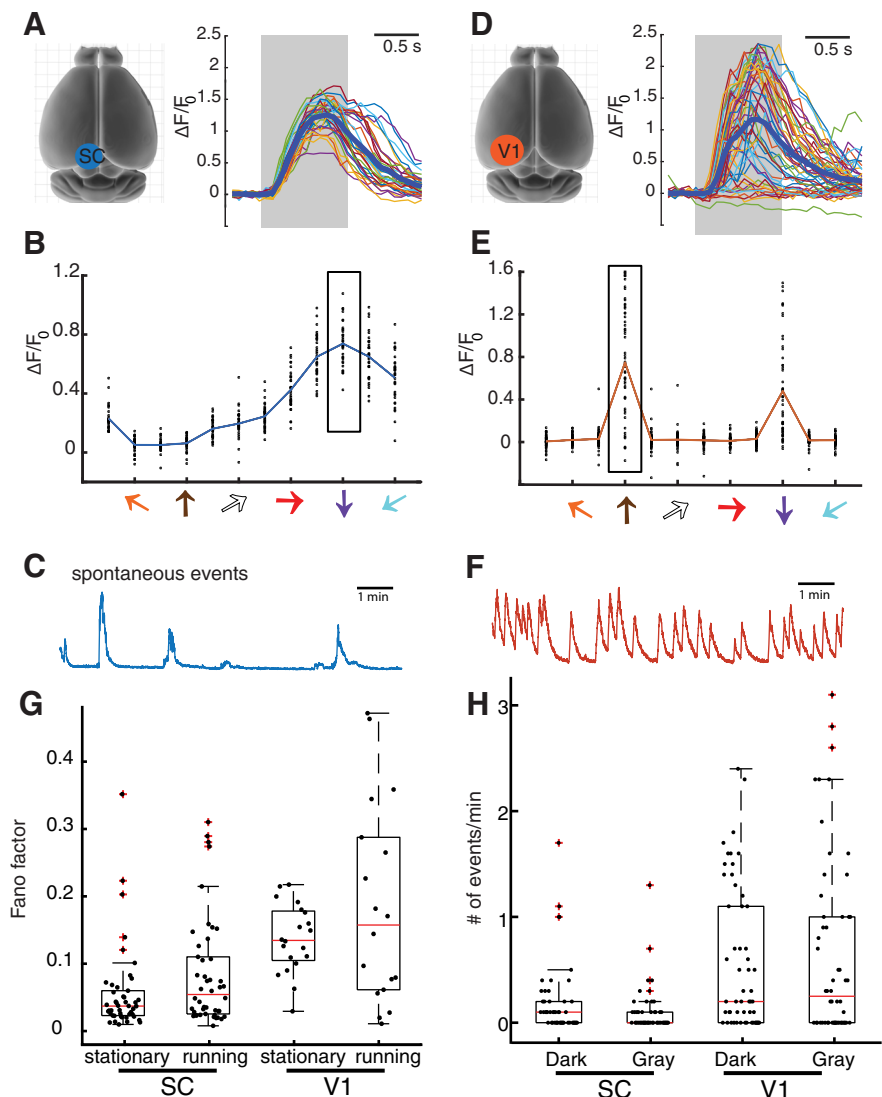 A
SC
2.5
2
1.5
1
0.5
0
ΔF/F0
0.5 s
D
V1
2.5
2
1.5
1
0.5
0
ΔF/F0
0.5 s
B
1.2
0.8
0.4
0
ΔF/F0
E
1.6
1.2
0.8
0.4
0
ΔF/F0
C
spontaneous events
1 min
F
1 min
G
0.4
0.3
0.2
0.1
0
Fano factor
stationary running stationary running
SC V1
H
3
2
1
0
# of events/min
Dark Gray Dark Gray
SC V1